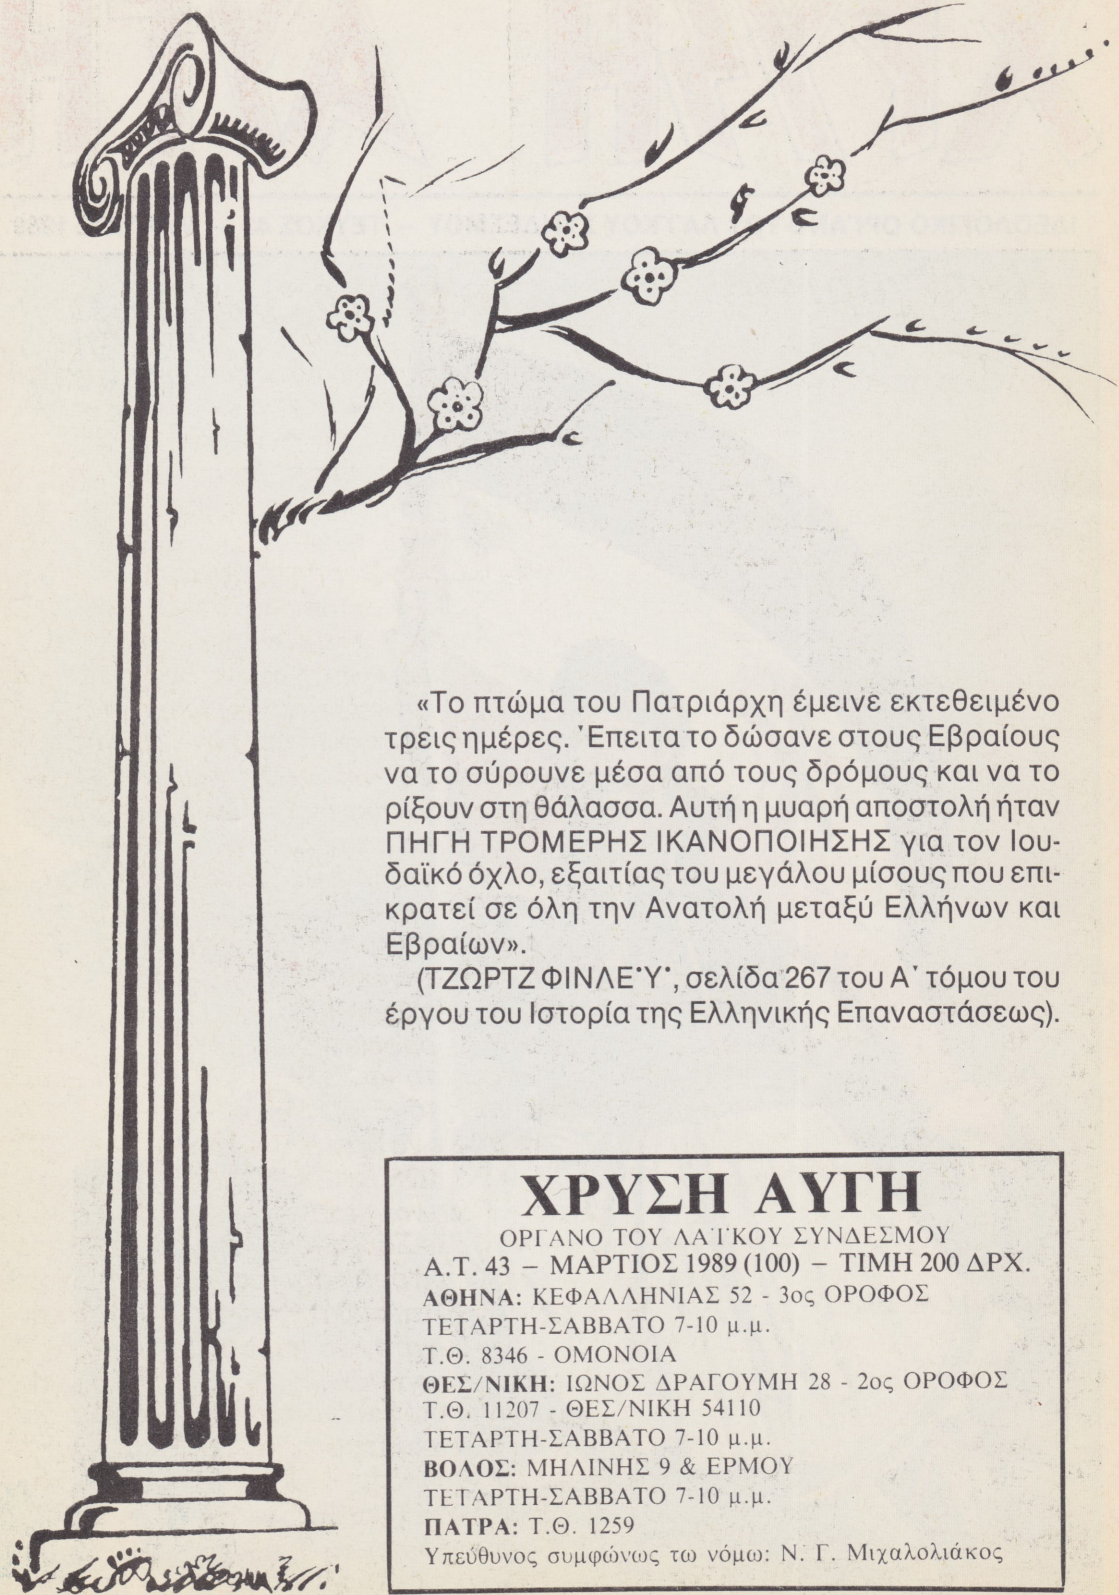 «Το πτώμα του Πατριάρχη έμεινε εκτεθειμένο
τρεις ημέρες. Έπειτα το δώσανε στους Εβραίους
να το σύρουνε μέσα από τους δρόμους και να το
ρίξουν στη θάλασσα. Αυτή η μυαρή αποστολή ήταν
ΠΗΓΗ ΤΡΟΜΕΡΗΣ ΙΚΑΝΟΠΟΙΗΣΗΣ για τον Ιου-
δαϊκό όχλο, εξαιτίας του μεγάλου μίσους που επι-
κρατεί σε όλη την Ανατολή μεταξύ Ελλήνων και
Εβραίων».
(ΤΖΩΡΤΖ ΦΙΝΛΕ·Υ·, σελίδα 267 του Α΄ τόμου του
έργου του Ιστορία της Ελληνικής Επαναστάσεως).
ΧΡΥΣΗ ΑΥΓΗ
ΟΡΓΑΝΟ ΤΟΥ ΛΑΪΚΟΥ ΣΥΝΔΕΣΜΟΥ
Α.Τ. 43 – ΜΑΡΤΙΟΣ 1989 (100) – ΤΙΜΗ 200 ΔΡΧ.
ΑΘΗΝΑ: ΚΕΦΑΛΛΗΝΙΑΣ 52 - 3ος ΟΡΟΦΟΣ
ΤΕΤΑΡΤΗ-ΣΑΒΒΑΤΟ 7-10 μ.μ.
Τ.Θ. 8346 - ΟΜΟΝΟΙΑ
ΘΕΣ/ΝΙΚΗ: ΙΩΝΟΣ ΔΡΑΓΟΥΜΗ 28 - 2ος ΟΡΟΦΟΣ
Τ.Θ. 11207 - ΘΕΣ/ΝΙΚΗ 54110
ΤΕΤΑΡΤΗ-ΣΑΒΒΑΤΟ 7-10 μ.μ.
ΒΟΛΟΣ: ΜΗΛΙΝΗΣ 9 & ΕΡΜΟΥ
ΤΕΤΑΡΤΗ-ΣΑΒΒΑΤΟ 7-10 μ.μ.
ΠΑΤΡΑ: Τ.Θ. 1259
Υπεύθυνος συμφώνως τω νόμω: Ν. Γ. Μιχαλολιάκος